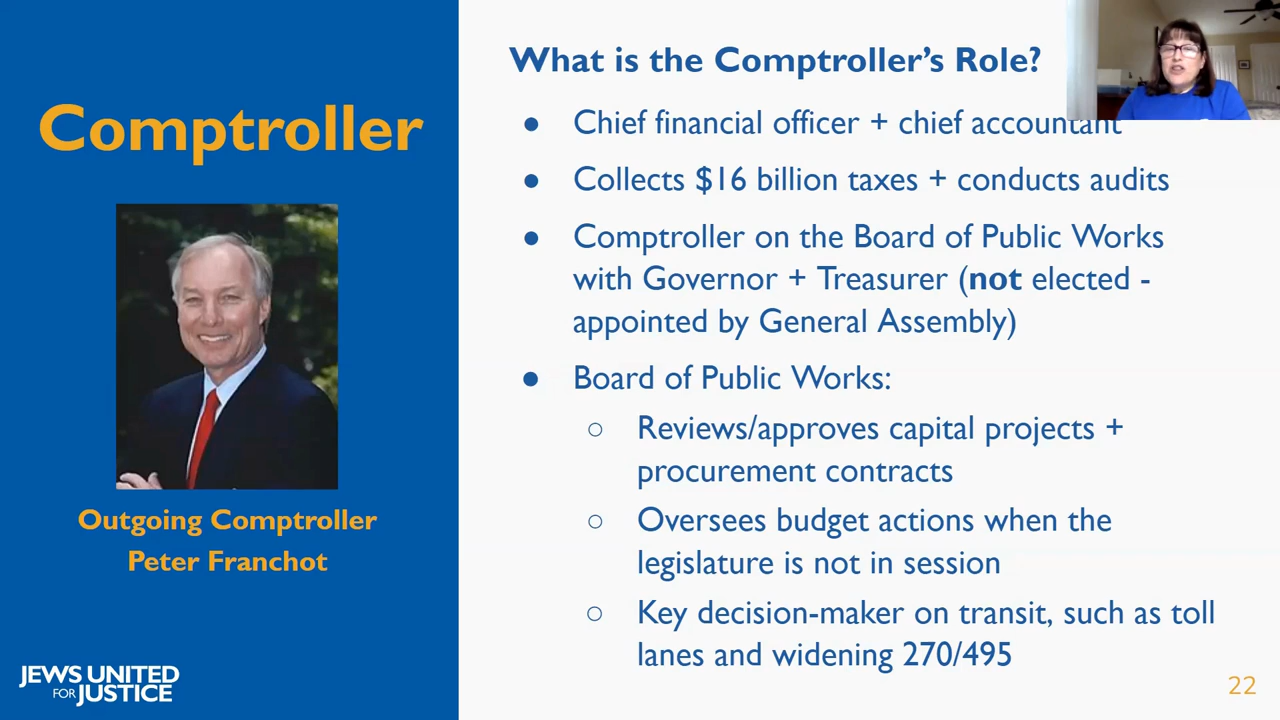 Comptroller
Outgoing Comptroller
Peter Franchot
JEWS UNITED
FOR JUSTICE
What is the Comptroller's Role?
● Chief financial officer + chief accountant
● Collects $16 billion taxes + conducts audits
● Comptroller on the Board of Public Works
with Governor + Treasurer (not elected -
appointed by General Assembly)
● Board of Public Works:
○ Reviews/approves capital projects +
procurement contracts
○ Oversees budget actions when the
legislature is not in session
○ Key decision-maker on transit, such as toll
lanes and widening 270/495
22